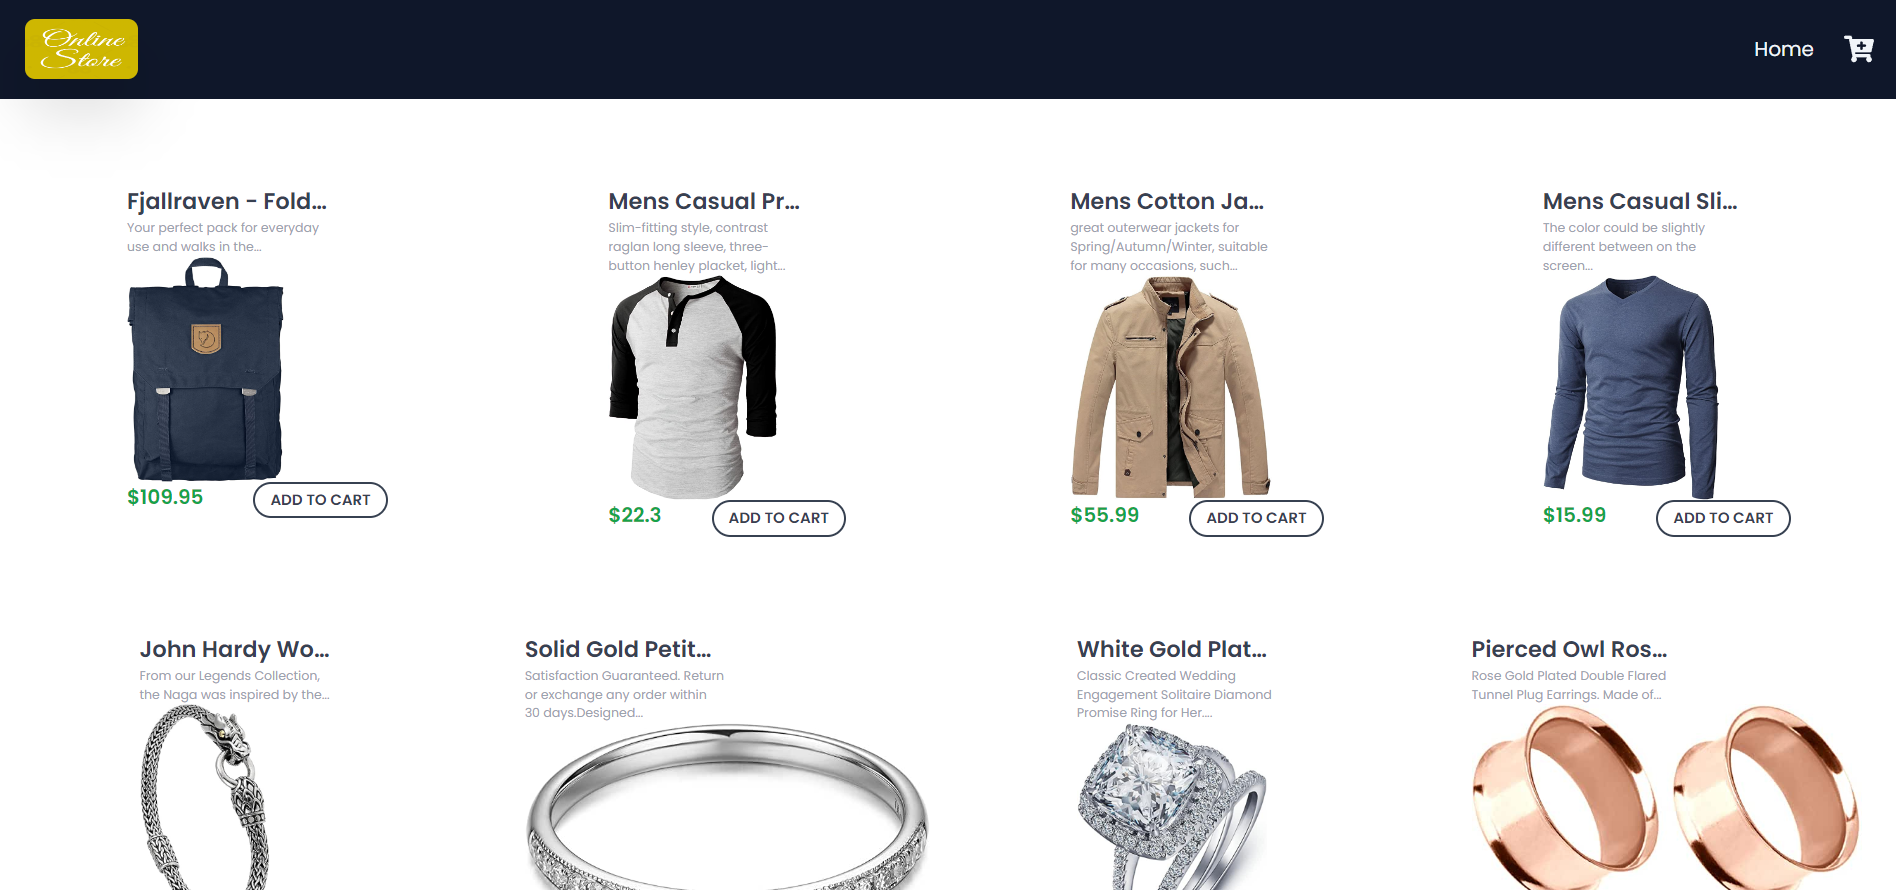 Online
Store
Home
Fjallraven - Fold...
Your perfect pack for everyday
use and walks in the...
$109.95
ADD TO CART
Mens Casual Pr...
Slim-fitting style, contrast
raglan long sleeve, three-
button henley placket, light...
$22.3
ADD TO CART
Mens Cotton Ja...
great outerwear jackets for
Spring/Autumn/Winter, suitable
for many occasions, such...
$55.99
ADD TO CART
Mens Casual Sli...
The color could be slightly
different between on the
screen...
$15.99
ADD TO CART
John Hardy Wo...
From our Legends Collection,
the Naga was inspired by the...
Solid Gold Petit...
Satisfaction Guaranteed. Return
or exchange any order within
30 days.Designed...
White Gold Plat...
Classic Created Wedding
Engagement Solitaire Diamond
Promise Ring for Her....
Pierced Owl Ros...
Rose Gold Plated Double Flared
Tunnel Plug Earrings. Made of...